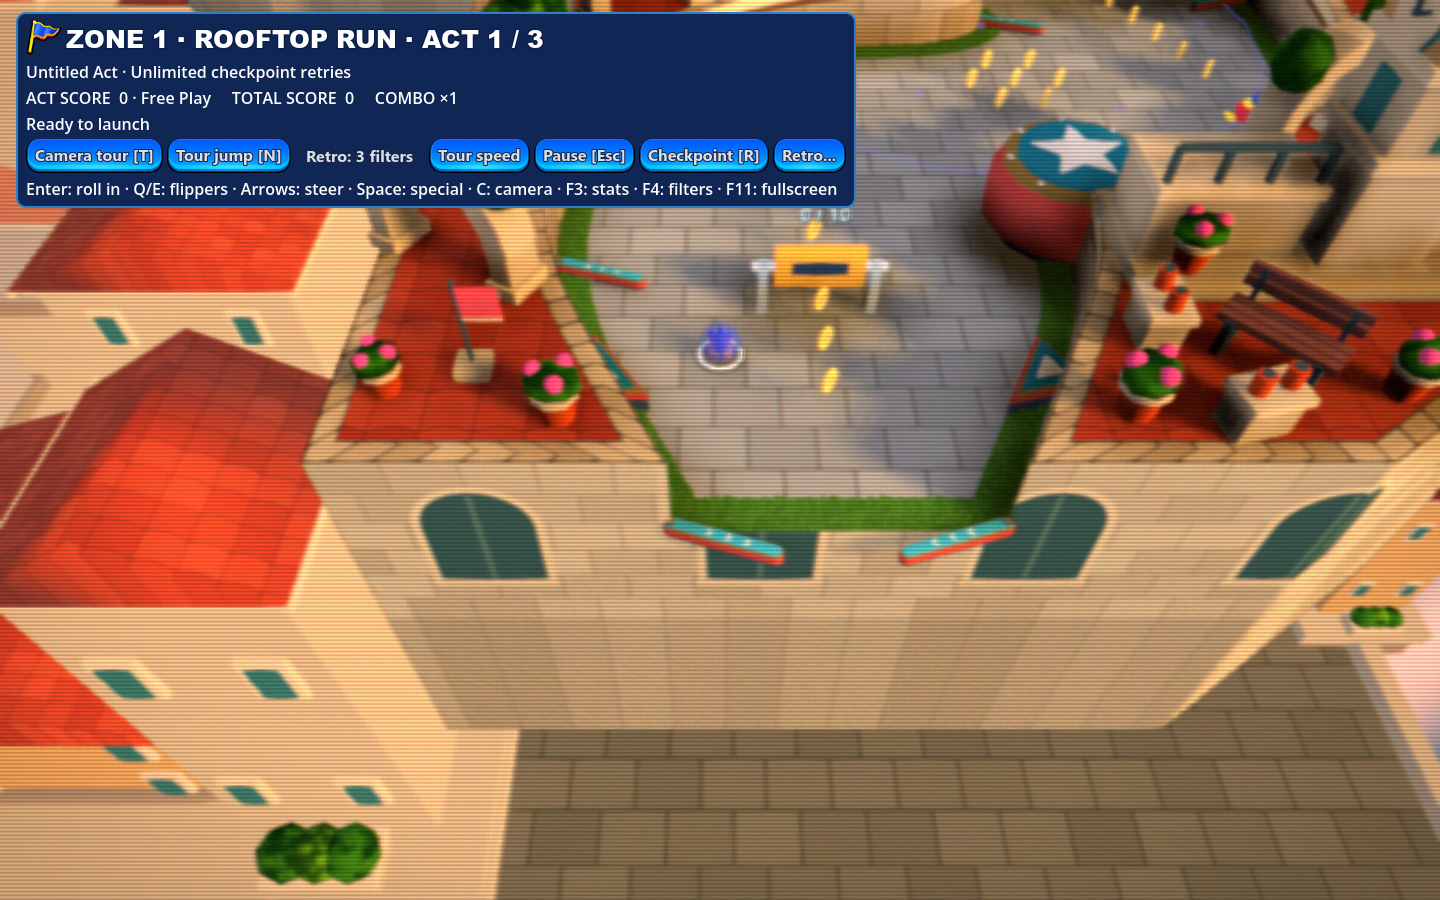 ZONE 1 · ROOFTOP RUN · ACT 1 / 3
Untitled Act · Unlimited checkpoint retries
ACT SCORE 0 · Free Play TOTAL SCORE 0 COMBO ×1
Ready to launch
Camera tour [T] Tour jump [N] Retro: 3 filters Tour speed Pause [Esc] Checkpoint [R] Retro...
Enter: roll in · Q/E: flippers · Arrows: steer · Space: special · C: camera · F3: stats · F4: filters · F11: fullscreen
0/10